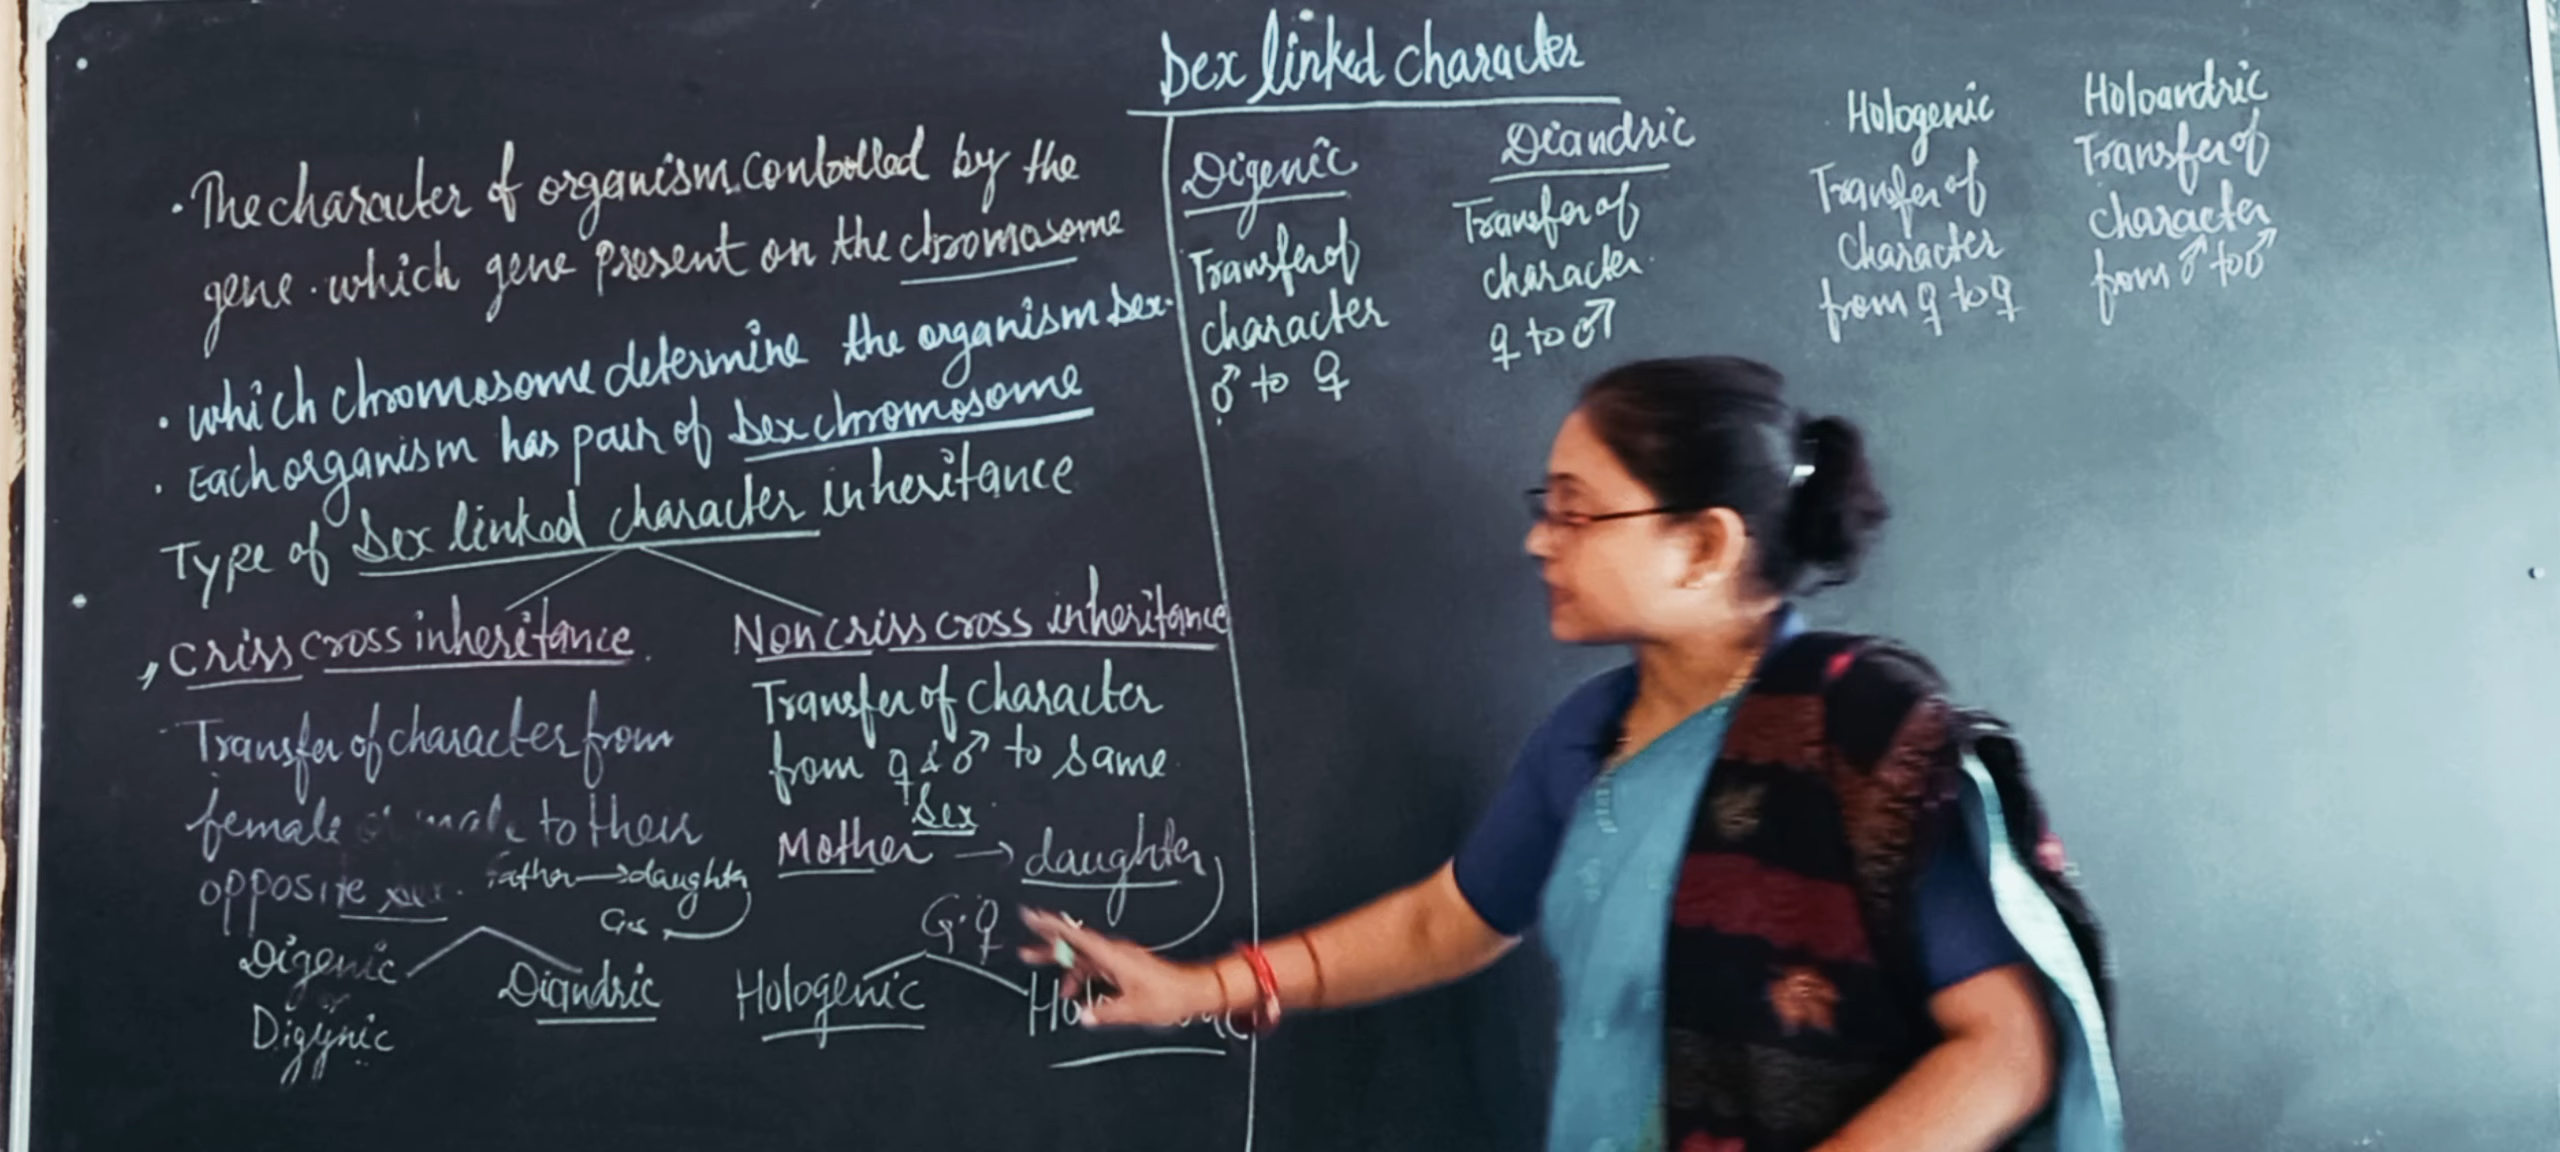 Sex linked character
· The character of organism controlled by the
gene. which gene present on the chromosome
· which chromosome determine the organism sex.
· Each organism has pair of sex chromosome
Type of Sex linked character inheritance
Criss cross inheritance.
Transfer of character from
female to their
opposite sex. Father → daughter
Digenic
or
Digynic
Diandric
Non criss cross inheritance
Transfer of Character
from ♀ & ♂ to same
Sex
Mother → daughter
G.♀
Hologenic
Digenic
Transfer of
character
♂ to ♀
Diandric
Transfer of
character.
♀ to ♂
Hologenic
Transfer of
Character
from ♀ to ♀
Holoandric
Transfer of
character
from ♂ to ♂